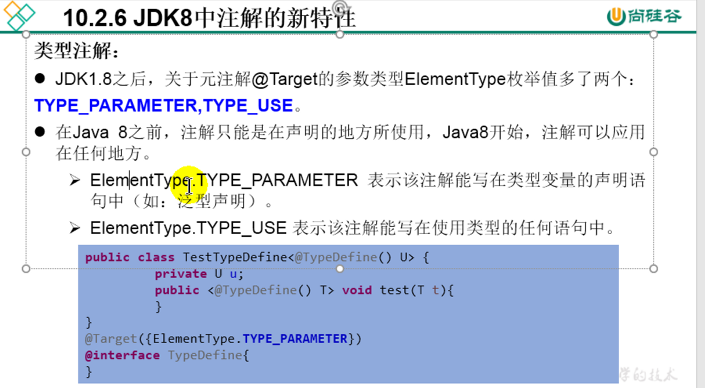 10.2.6 JDK8中注解的新特性
尚硅谷
类型注解：
● JDK1.8之后，关于元注解@Target的参数类型ElementType枚举值多了两个：
TYPE_PARAMETER,TYPE_USE。
● 在Java 8之前，注解只能是在声明的地方所使用，Java8开始，注解可以应用
在任何地方。
➢ ElementType.TYPE_PARAMETER 表示该注解能写在类型变量的声明语
句中（如：泛型声明）。
➢ ElementType.TYPE_USE 表示该注解能写在使用类型的任何语句中。
public class TestTypeDefine<@TypeDefine() U> {
private U u;
public <@TypeDefine() T> void test(T t){
}
}
@Target({ElementType.TYPE_PARAMETER})
@interface TypeDefine{
}